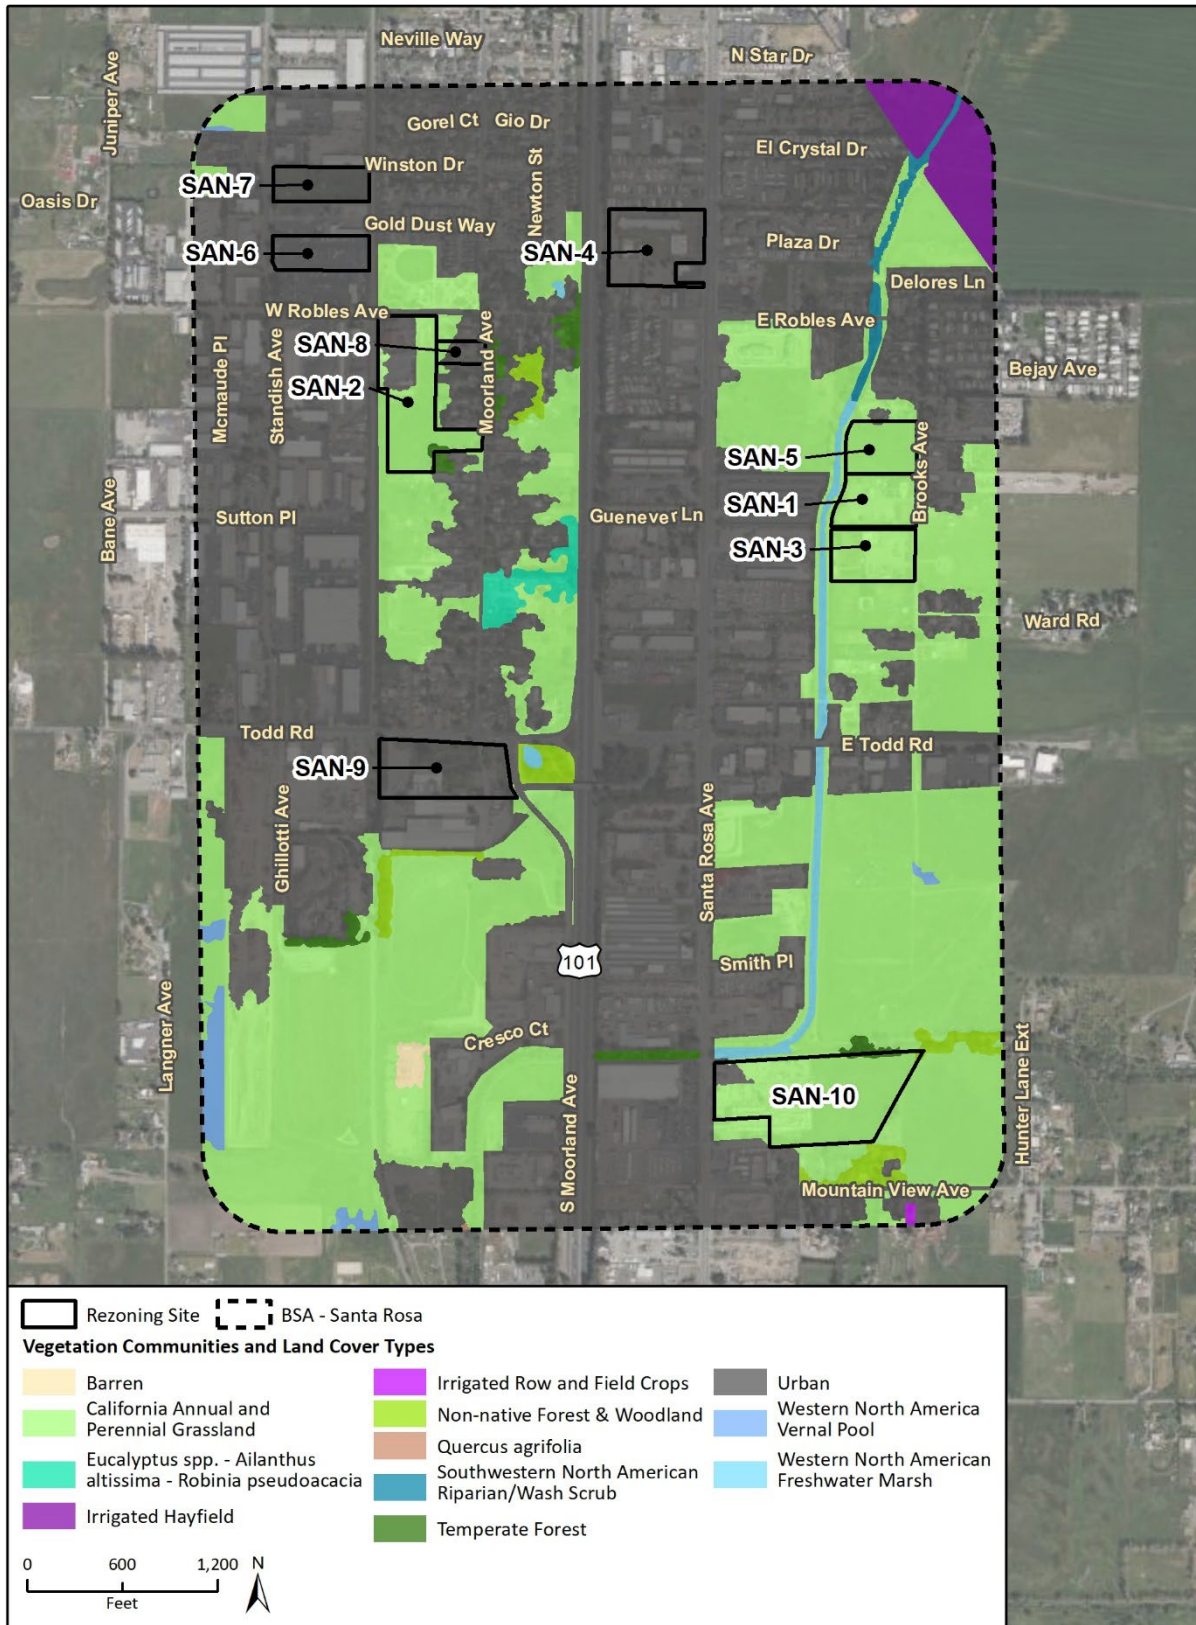 Neville Way
N Star Dr
Juniper Ave
Gorel Ct
Gio Dr
El Crystal Dr
Winston Dr
Newton St
SAN-7
Oasis Dr
Gold Dust Way
SAN-4
Plaza Dr
SAN-6
Delores Ln
W Robles Ave
E Robles Ave
SAN-8
Moorland Ave
Mcmaude Pl
Standish Ave
SAN-2
Bejay Ave
SAN-5
Brooks Ave
SAN-1
Bane Ave
Sutton Pl
Guenever Ln
SAN-3
Ward Rd
Todd Rd
E Todd Rd
SAN-9
Ghillotti Ave
Santa Rosa Ave
101
Smith Pl
Langner Ave
Cresco Ct
Hunter Lane Ext
SAN-10
S Moorland Ave
Mountain View Ave
Rezoning Site
BSA - Santa Rosa
Vegetation Communities and Land Cover Types
Barren
California Annual and
Perennial Grassland
Eucalyptus spp. - Ailanthus
altissima - Robinia pseudoacacia
Irrigated Hayfield
Irrigated Row and Field Crops
Non-native Forest & Woodland
Quercus agrifolia
Southwestern North American
Riparian/Wash Scrub
Temperate Forest
Urban
Western North America
Vernal Pool
Western North American
Freshwater Marsh
0 600 1,200
Feet
N